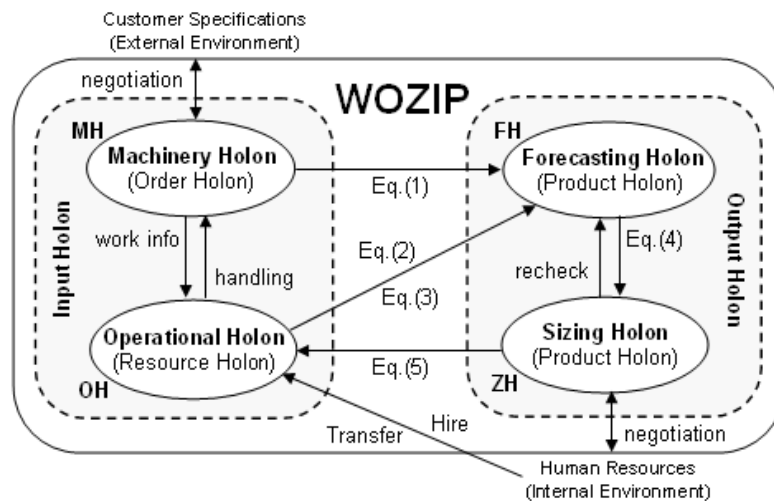 Customer Specifications
(External Environment)
negotiation
WOZIP
MH
Machinery Holon
(Order Holon)
FH
Forecasting Holon
(Product Holon)
Eq.(1)
work info
handling
Eq.(2)
Eq.(3)
Eq.(4)
recheck
Input Holon
Output Holon
Operational Holon
(Resource Holon)
OH
Eq.(5)
Sizing Holon
(Product Holon)
ZH
Hire
Transfer
negotiation
Human Resources
(Internal Environment)